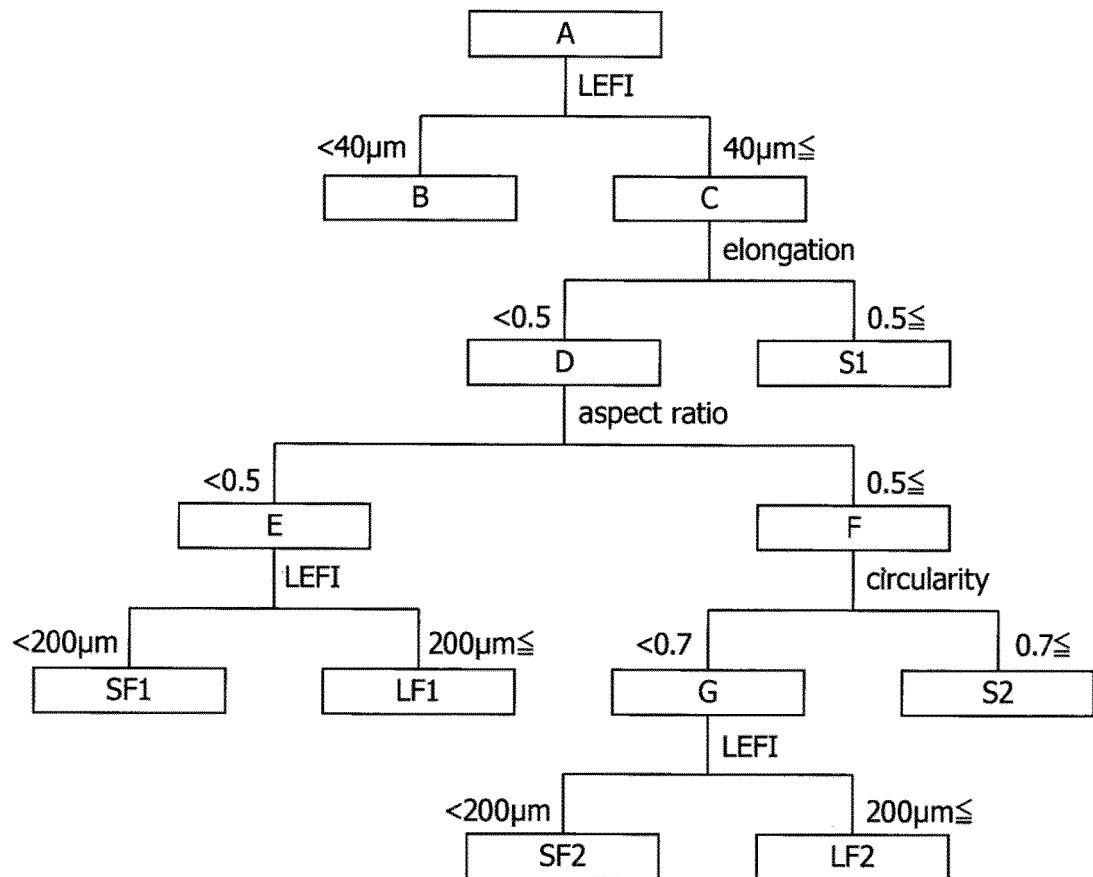 A
LEFI
<40μm 40μm≦
B C
elongation
<0.5 0.5≦
D S1
aspect ratio
<0.5 0.5≦
E F
LEFI circularity
<200μm 200μm≦ <0.7 0.7≦
SF1 LF1 G S2
LEFI
<200μm 200μm≦
SF2 LF2